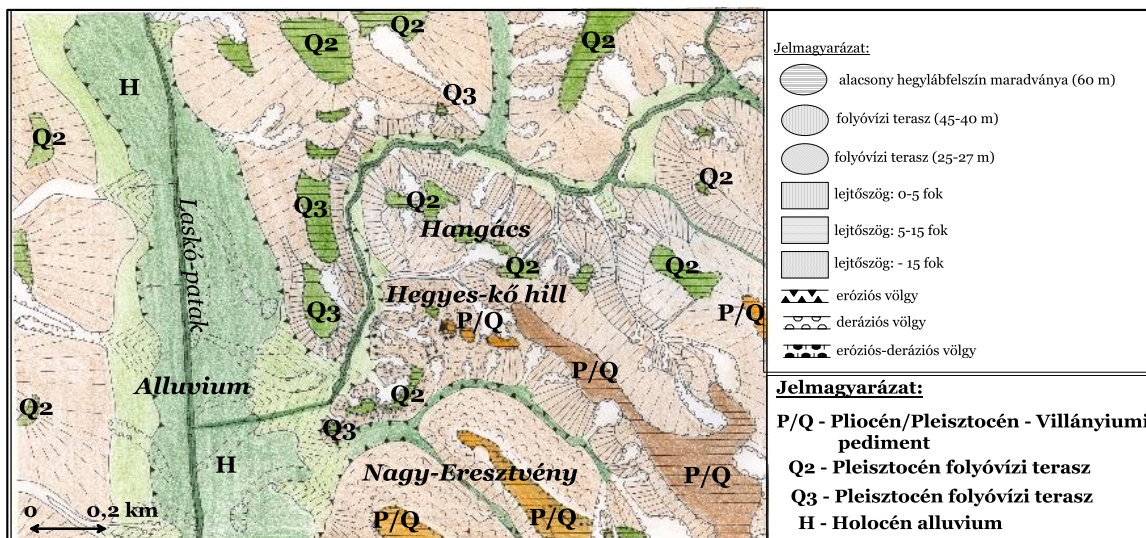 Q2
Q2
H
Q3
Q2
Q2
Q3
Q2
Laskó-patak
Hangács
Q2
Q2
Hegyes-kő hill
Q3
P/Q
P/Q
P/Q
Alluvium
Q2
Q2
Q3
H
Nagy-Eresztvény
P/Q
0 0,2 km
P/Q
P/Q
Jelmagyarázat:
alacsony hegylábfelszín maradványa (60 m)
folyóvízi terasz (45-40 m)
folyóvízi terasz (25-27 m)
lejtőszög: 0-5 fok
lejtőszög: 5-15 fok
lejtőszög: - 15 fok
eróziós völgy
deráziós völgy
eróziós-deráziós völgy
Jelmagyarázat:
P/Q - Pliocén/Pleisztocén - Villányiumi
pediment
Q2 - Pleisztocén folyóvízi terasz
Q3 - Pleisztocén folyóvízi terasz
H - Holocén alluvium